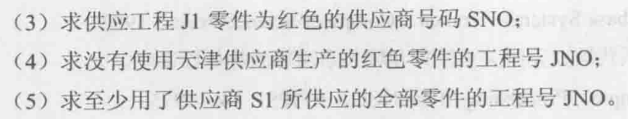 （3）求供应工程 J1 零件为红色的供应商号码 SNO；
（4）求没有使用天津供应商生产的红色零件的工程号 JNO；
（5）求至少用了供应商 S1 所供应的全部零件的工程号 JNO。